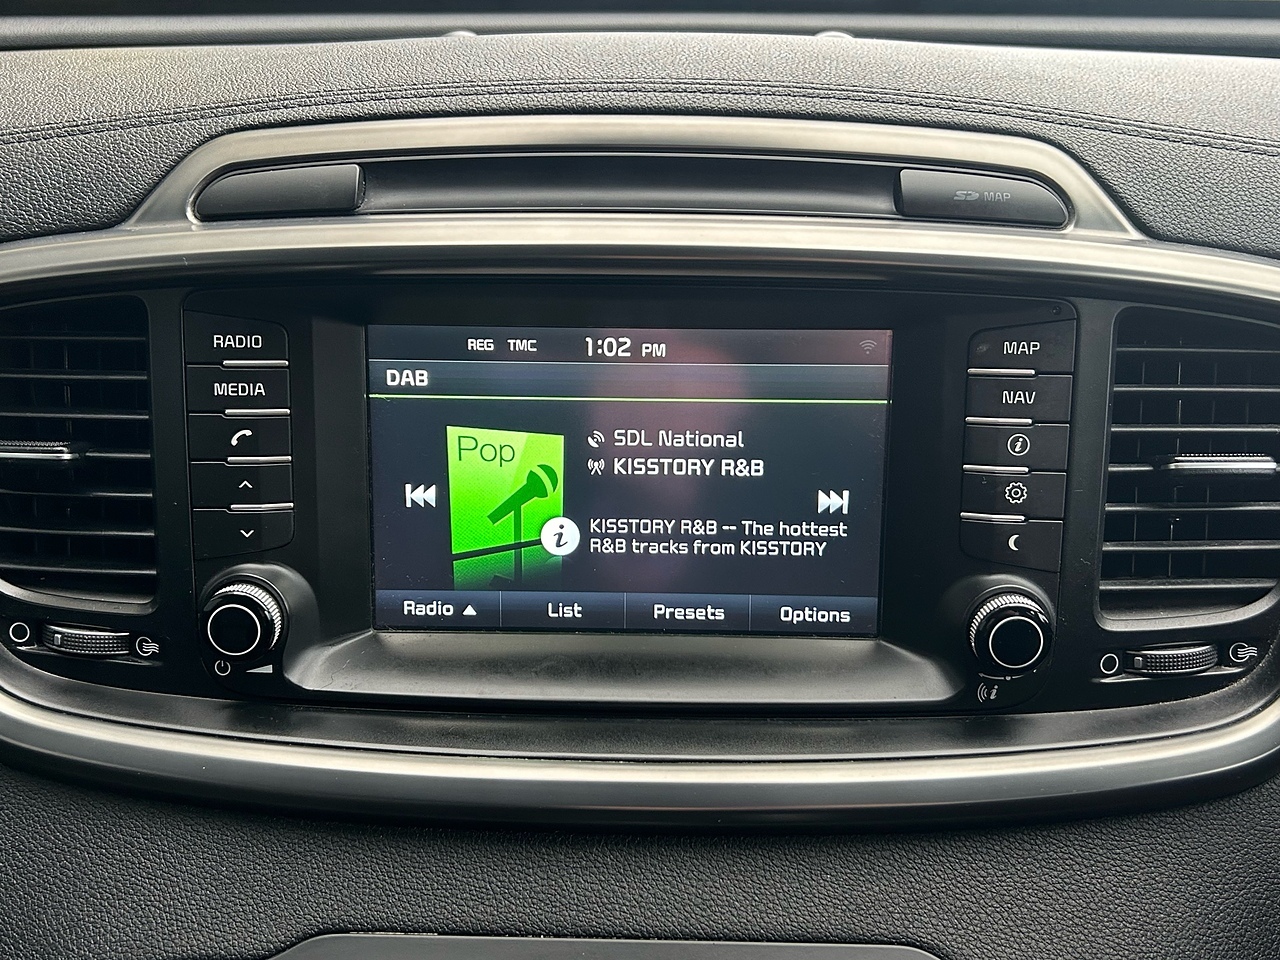 SD MAP
RADIO
MEDIA
REG TMC 1:02 PM
DAB
Pop
SDL National
KISSTORY R&B
i
KISSTORY R&B -- The hottest
R&B tracks from KISSTORY
Radio ▲
List
Presets
Options
MAP
NAV
i
i